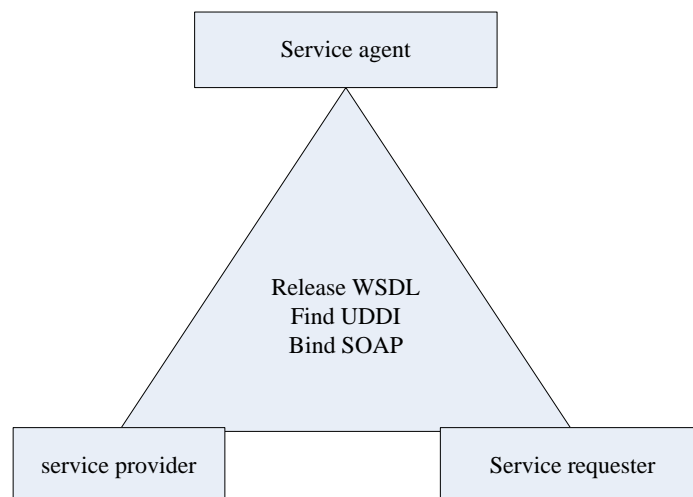 Service agent
Release WSDL
Find UDDI
Bind SOAP
service provider
Service requester